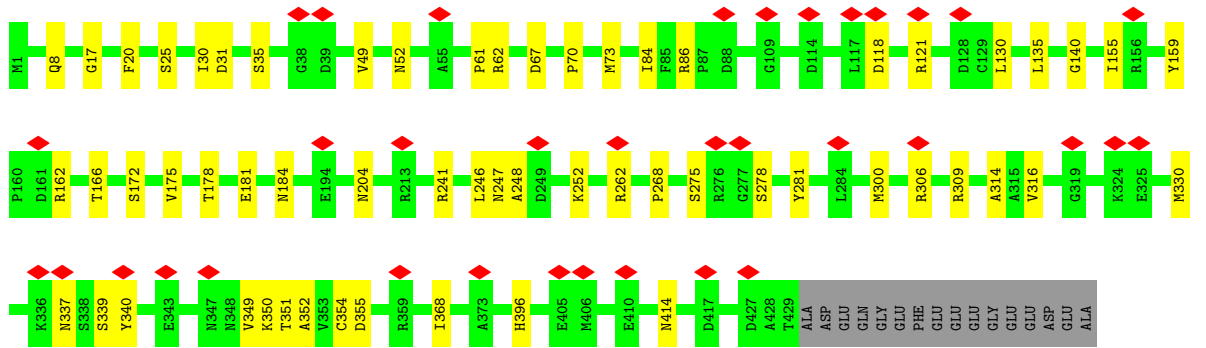 M1 Q8 G17 F20 S25 I30 D31 S35 G38 D39 V49 N52 A55 P61 R62 D67 P70 M73 I84 F85 R86 P87 D88 G109 D114 L117 D118 R121 D128 C129 L130 L135 G140 I155 R156 Y159
P160 D161 R162 T166 S172 V175 T178 E181 N184 E194 N204 R213 R241 L246 N247 A248 D249 K252 R262 P268 S275 R276 G277 S278 Y281 L284 M300 R306 R309 A314 A315 V316 G319 K324 E325 M330
K336 N337 S338 S339 Y340 E343 N347 N348 V349 K350 T351 A352 V353 C354 D355 R359 I368 A373 H396 E405 M406 E410 N414 D417 D427 A428 T429 ALA ASP GLU GLN GLY GLU PHE GLU GLU GLU GLY GLU GLU ASP GLU ALA